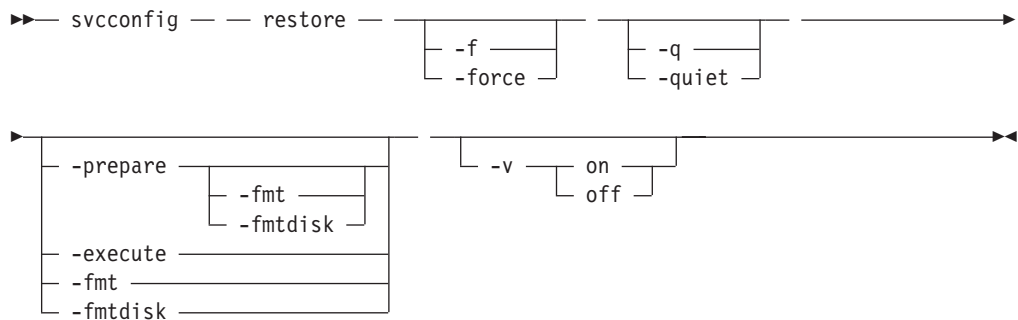 svcconfig restore
-f -q
-force -quiet
-prepare -v on
-fmt off
-fmtdisk
-execute
-fmt
-fmtdisk